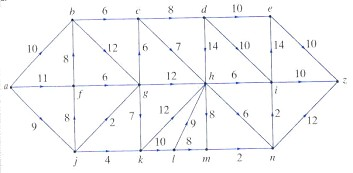 b 6 c 8 d 10 e
10 8 12 6 7 14 10 14 10
a 11 f 6 g 12 h 6 i 10 z
9 8 2 7 12 9 8 6 2 12
j 4 k 10 l 8 m 2 n